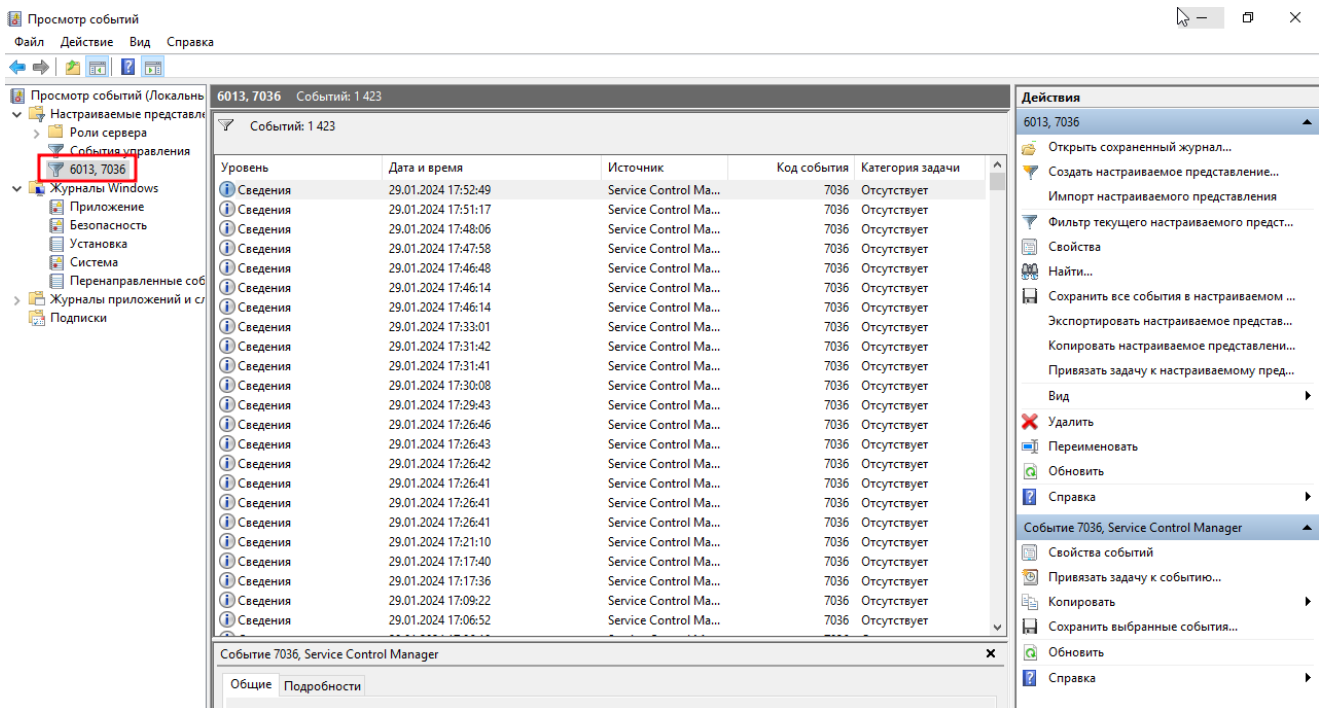 Просмотр событий
Файл Действие Вид Справка
Просмотр событий (Локальнь
Настраиваемые представле
Роли сервера
События управления
6013, 7036
Журналы Windows
Приложение
Безопасность
Установка
Система
Перенаправленные соб
Журналы приложений и сл
Подписки
6013, 7036 Событий: 1 423
Событий: 1 423
Уровень Дата и время Источник Код события Категория задачи
Сведения 29.01.2024 17:52:49 Service Control Ma... 7036 Отсутствует
Сведения 29.01.2024 17:51:17 Service Control Ma... 7036 Отсутствует
Сведения 29.01.2024 17:48:06 Service Control Ma... 7036 Отсутствует
Сведения 29.01.2024 17:47:58 Service Control Ma... 7036 Отсутствует
Сведения 29.01.2024 17:46:48 Service Control Ma... 7036 Отсутствует
Сведения 29.01.2024 17:46:14 Service Control Ma... 7036 Отсутствует
Сведения 29.01.2024 17:46:14 Service Control Ma... 7036 Отсутствует
Сведения 29.01.2024 17:33:01 Service Control Ma... 7036 Отсутствует
Сведения 29.01.2024 17:31:42 Service Control Ma... 7036 Отсутствует
Сведения 29.01.2024 17:31:41 Service Control Ma... 7036 Отсутствует
Сведения 29.01.2024 17:30:08 Service Control Ma... 7036 Отсутствует
Сведения 29.01.2024 17:29:43 Service Control Ma... 7036 Отсутствует
Сведения 29.01.2024 17:26:46 Service Control Ma... 7036 Отсутствует
Сведения 29.01.2024 17:26:43 Service Control Ma... 7036 Отсутствует
Сведения 29.01.2024 17:26:42 Service Control Ma... 7036 Отсутствует
Сведения 29.01.2024 17:26:41 Service Control Ma... 7036 Отсутствует
Сведения 29.01.2024 17:26:41 Service Control Ma... 7036 Отсутствует
Сведения 29.01.2024 17:26:41 Service Control Ma... 7036 Отсутствует
Сведения 29.01.2024 17:21:10 Service Control Ma... 7036 Отсутствует
Сведения 29.01.2024 17:17:40 Service Control Ma... 7036 Отсутствует
Сведения 29.01.2024 17:17:36 Service Control Ma... 7036 Отсутствует
Сведения 29.01.2024 17:09:22 Service Control Ma... 7036 Отсутствует
Сведения 29.01.2024 17:06:52 Service Control Ma... 7036 Отсутствует
Событие 7036, Service Control Manager
Общие Подробности
Действия
6013, 7036
Открыть сохраненный журнал...
Создать настраиваемое представление...
Импорт настраиваемого представления
Фильтр текущего настраиваемого предст...
Свойства
Найти...
Сохранить все события в настраиваемом ...
Экспортировать настраиваемое представ...
Копировать настраиваемое представлени...
Привязать задачу к настраиваемому пред...
Вид
Удалить
Переименовать
Обновить
Справка
Событие 7036, Service Control Manager
Свойства событий
Привязать задачу к событию...
Копировать
Сохранить выбранные события...
Обновить
Справка